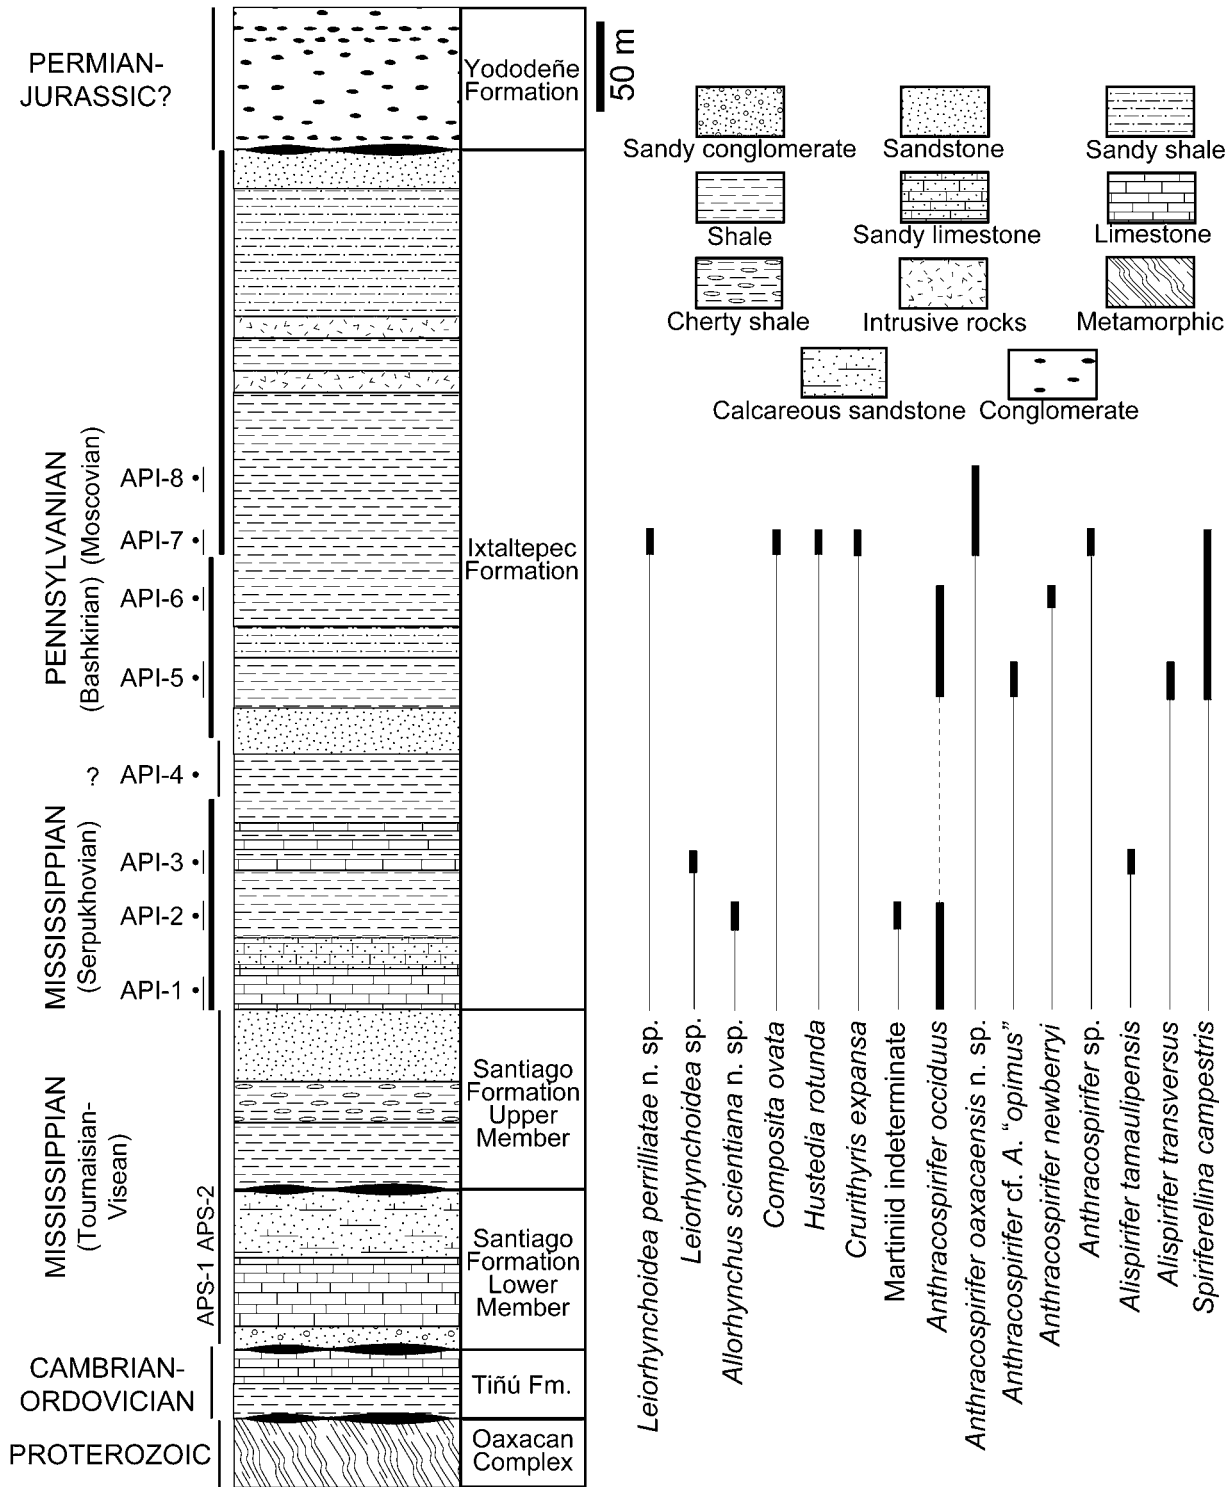 PERMIAN-
JURASSIC?
PENNSYLVANIAN
(Bashkirian) (Moscovian)
API-8
API-7
API-6
API-5
? API-4
MISSISSIPPIAN
(Serpukhovian)
API-3
API-2
API-1
MISSISSIPPIAN
(Tournaisian-
Visean)
APS-1 APS-2
CAMBRIAN-
ORDOVICIAN
PROTEROZOIC
Yododeñe
Formation
Ixtaltepec
Formation
Santiago
Formation
Upper
Member
Santiago
Formation
Lower
Member
Tiñú Fm.
Oaxacan
Complex
50 m
Sandy conglomerate
Sandstone
Sandy shale
Shale
Sandy limestone
Limestone
Cherty shale
Intrusive rocks
Metamorphic
Calcareous sandstone
Conglomerate
Leiorhynchoidea perrilliatae n. sp.
Leiorhynchoidea sp.
Allorhynchus scientiana n. sp.
Composita ovata
Hustedia rotunda
Crurithyris expansa
Martiniid indeterminate
Anthracospirifer occiduus
Anthracospirifer oaxacaensis n. sp.
Anthracospirifer cf. A. “opimus”
Anthracospirifer newberryi
Anthracospirifer sp.
Alispirifer tamaulipensis
Alispirifer transversus
Spiriferellina campestris